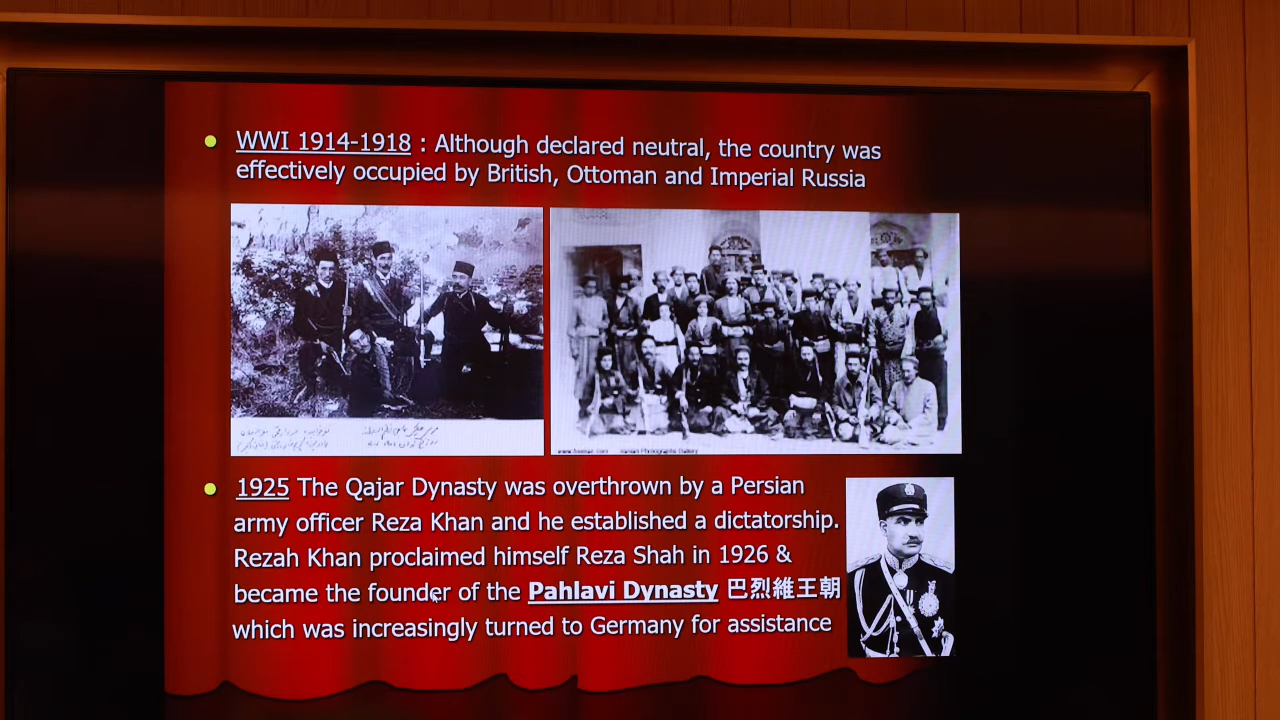 WWI 1914-1918 : Although declared neutral, the country was
effectively occupied by British, Ottoman and Imperial Russia
Iranian Photographs Gallery
1925 The Qajar Dynasty was overthrown by a Persian
army officer Reza Khan and he established a dictatorship.
Rezah Khan proclaimed himself Reza Shah in 1926 &
became the founder of the Pahlavi Dynasty 巴烈維王朝
which was increasingly turned to Germany for assistance